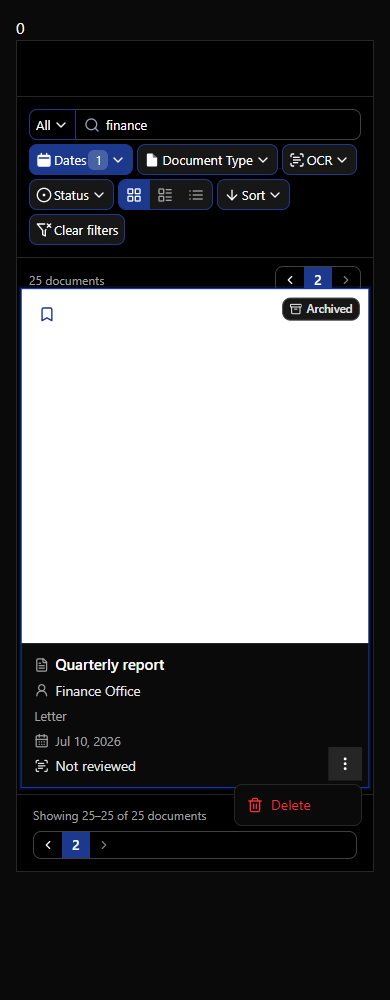 0
All finance
Dates 1 Document Type OCR
Status Sort
Clear filters
25 documents 2
Archived
Quarterly report
Finance Office
Letter
Jul 10, 2026
Not reviewed
Delete
Showing 25–25 of 25 documents
2